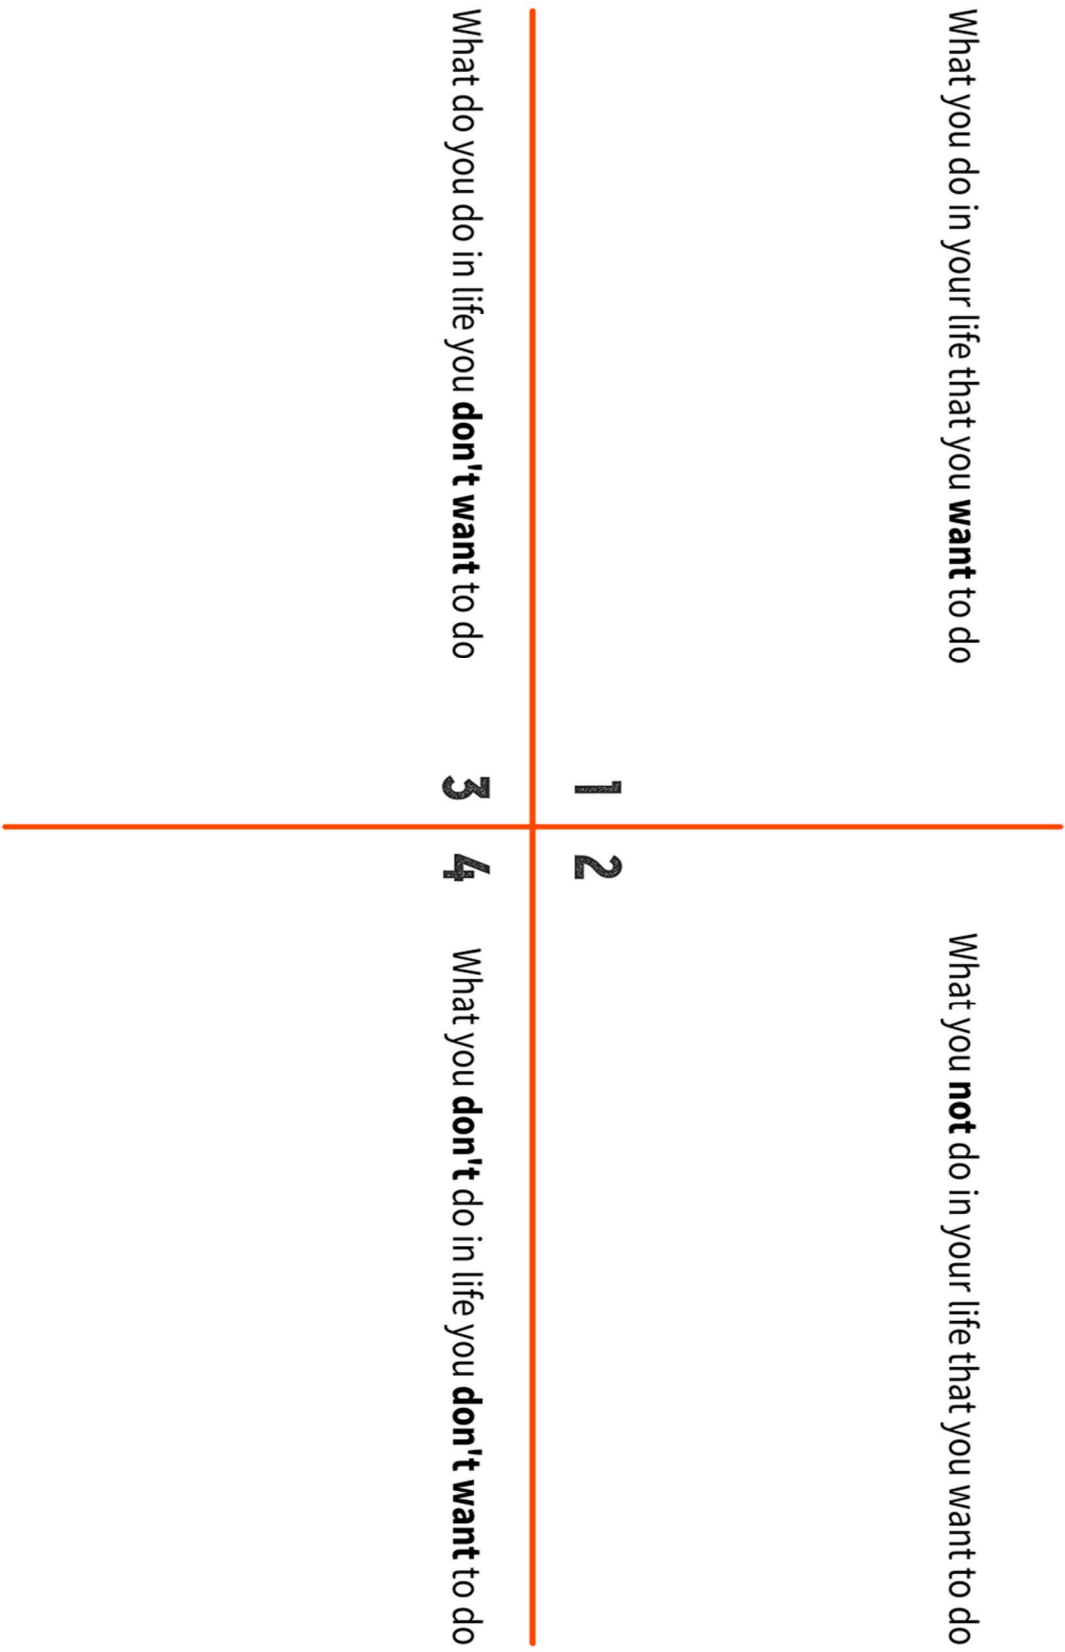 What you do in your life that you want to do
What you not do in your life that you want to do
1
2
3
4
What do you do in life you don't want to do
What you don't do in life you don't want to do